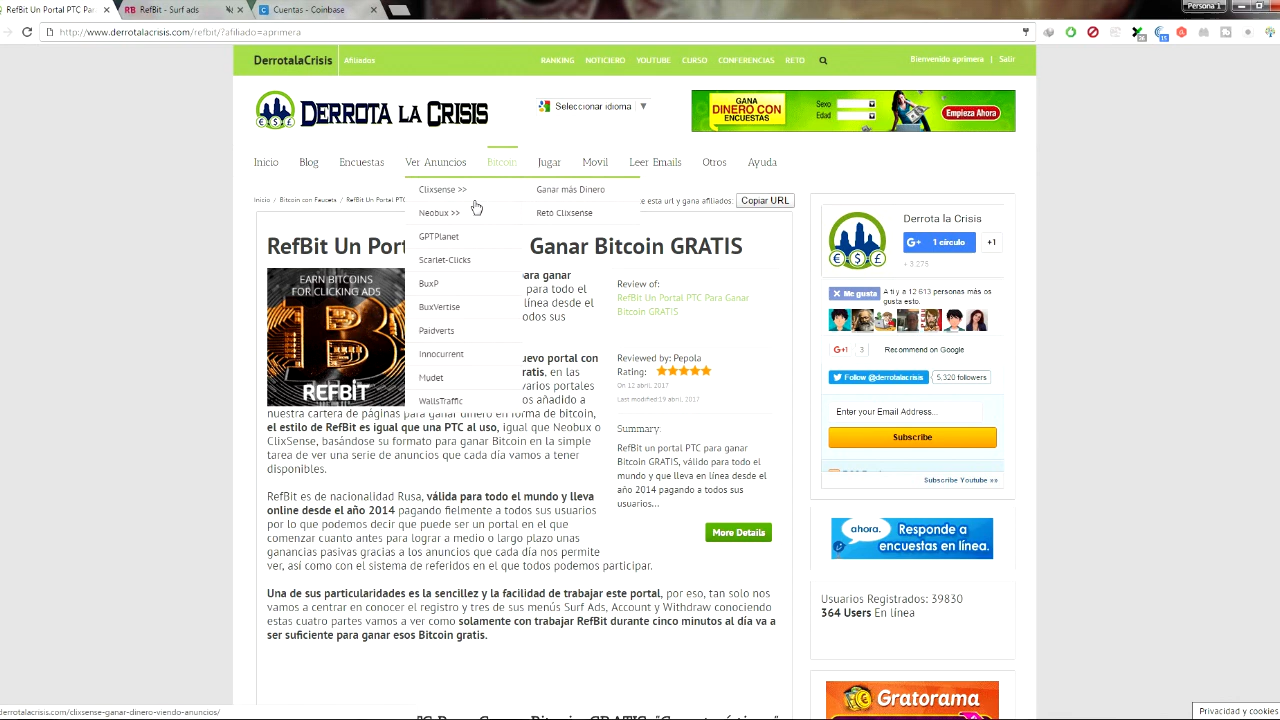 RefBit Un Portal PTC Pa
RefBit - Surf ads
Cuentas - Coinbase
Persona 1
http://www.derrotalacrisis.com/refbit/?afiliado=aprimera
DerrotalaCrisis Afiliados RANKING NOTICIERO YOUTUBE CURSO CONFERENCIAS RETO Bienvenido aprimera | Salir
DERROTA LA CRISIS
Seleccionar idioma ▼
GANA DINERO CON ENCUESTAS
Sexo
Edad
Empieza Ahora
Inicio Blog Encuestas Ver Anuncios Bitcoin Jugar Movil Leer Emails Otros Ayuda
Clixsense >>
Neobux >>
GPTPlanet
Scarlet-Clicks
BuxP
BuxVertise
Paidverts
Innocurrent
Mudet
WallsTraffic
Ganar más Dinero
Reto Clixsense
Inicio / Bitcoin con Faucets / RefBit Un Portal PTC
e esta url y gana afiliados: Copiar URL
RefBit Un Port Ganar Bitcoin GRATIS
EARN BITCOINS
FOR CLICKING ADS
REFBIT
ara ganar
para todo el
línea desde el
odos sus
uevo portal con
ratis, en las
varios portales
os añadido a
nuestra cartera de páginas para ganar dinero en forma de bitcoin,
el estilo de RefBit es igual que una PTC al uso, igual que Neobux o
ClixSense, basándose su formato para ganar Bitcoin en la simple
tarea de ver una serie de anuncios que cada día vamos a tener
disponibles.
RefBit es de nacionalidad Rusa, válida para todo el mundo y lleva
online desde el año 2014 pagando fielmente a todos sus usuarios
por lo que podemos decir que puede ser un portal en el que
comenzar cuanto antes para lograr a medio o largo plazo unas
ganancias pasivas gracias a los anuncios que cada día nos permite
ver, así como con el sistema de referidos en el que todos podemos participar.
Una de sus particularidades es la sencillez y la facilidad de trabajar este portal, por eso, tan solo nos
vamos a centrar en conocer el registro y tres de sus menús Surf Ads, Account y Withdraw conociendo
estas cuatro partes vamos a ver como solamente con trabajar RefBit durante cinco minutos al día va a
ser suficiente para ganar esos Bitcoin gratis.
Review of:
RefBit Un Portal PTC Para Ganar
Bitcoin GRATIS
Reviewed by: Pepola
Rating:
On 12 abril, 2017
Last modified:19 abril, 2017
Summary:
RefBit un portal PTC para ganar
Bitcoin GRATIS, válido para todo el
mundo y que lleva en línea desde el
año 2014 pagando a todos sus
usuarios...
More Details
Derrota la Crisis
G+ 1 círculo +1
+ 3 275
Me gusta A ti y a 12 613 personas más os
gusta esto.
G+1 3 Recommend on Google
Follow @derrotalacrisis 5,320 followers
Enter your Email Address...
Subscribe
Subscribe Youtube »»
ahora. Responde a
encuestas en línea.
Usuarios Registrados: 39830
364 Users En línea
Gratorama
derrotalacrisis.com/clixsense-ganar-dinero-viendo-anuncios/
Privacidad y cookies